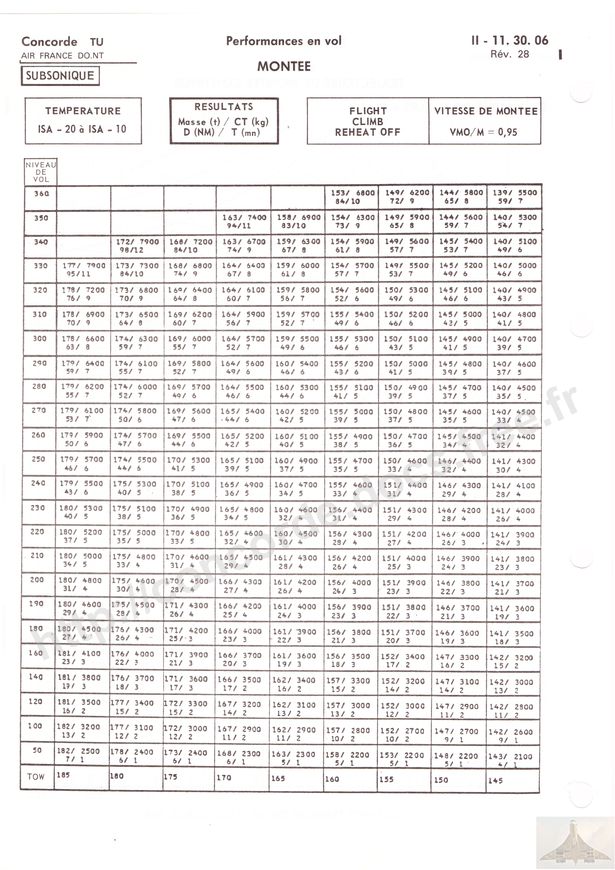 Concorde TU
Performances en vol
II - 11. 30. 06
AIR FRANCE DO.NT
Rév. 28
SUBSONIQUE
MONTEE
TEMPERATURE
ISA - 20 à ISA - 10
RESULTATS
Masse (t) / CT (kg)
D (NM) / T (mn)
FLIGHT
CLIMB
REHEAT OFF
VITESSE DE MONTEE
VMO/M = 0,95
NIVEAU
DE
VOL
360 153/ 6800 149/ 6200 144/ 5800 139/ 5500
84/10 72/ 9 65/ 8 59/ 7
350 163/ 7400 158/ 6900 154/ 6300 149/ 5900 144/ 5600 140/ 5300
94/11 83/10 73/ 9 65/ 8 59/ 7 54/ 7
340 172/ 7900 168/ 7200 163/ 6700 159/ 6300 154/ 5900 149/ 5600 145/ 5400 140/ 5100
98/12 84/10 74/ 9 67/ 8 61/ 8 57/ 7 53/ 7 49/ 6
330 177/ 7900 173/ 7300 168/ 6800 164/ 6400 159/ 6000 154/ 5700 149/ 5500 145/ 5200 140/ 5000
95/11 84/10 74/ 9 67/ 8 61/ 8 57/ 7 53/ 7 49/ 6 46/ 6
320 178/ 7200 173/ 6800 169/ 6400 164/ 6100 159/ 5800 154/ 5600 150/ 5300 145/ 5100 140/ 4900
76/ 9 70/ 9 64/ 8 60/ 7 56/ 7 52/ 6 49/ 6 46/ 6 43/ 5
310 178/ 6900 173/ 6500 169/ 6200 164/ 5900 159/ 5700 155/ 5400 150/ 5200 145/ 5000 140/ 4800
70/ 9 64/ 8 60/ 7 56/ 7 52/ 7 49/ 6 46/ 6 43/ 5 41/ 5
300 178/ 6600 174/ 6300 169/ 6000 164/ 5700 159/ 5500 155/ 5300 150/ 5100 145/ 4900 140/ 4700
63/ 8 59/ 7 55/ 7 52/ 7 49/ 6 46/ 6 43/ 5 41/ 5 39/ 5
290 179/ 6400 174/ 6100 169/ 5800 164/ 5600 160/ 5400 155/ 5200 150/ 5000 145/ 4800 140/ 4600
59/ 7 55/ 7 52/ 7 49/ 6 46/ 6 43/ 6 41/ 5 39/ 5 37/ 5
280 179/ 6200 174/ 6000 169/ 5700 164/ 5500 160/ 5300 155/ 5100 150/ 4900 145/ 4700 140/ 4500
55/ 7 52/ 7 49/ 6 46/ 6 44/ 5 41/ 5 39/ 5 37/ 5 35/ 5
270 179/ 6100 174/ 5800 169/ 5600 165/ 5400 160/ 5200 155/ 5000 150/ 4800 145/ 4600 140/ 4500
53/ 7 50/ 6 47/ 6 44/ 6 42/ 5 39/ 5 37/ 5 35/ 5 33/ 4
260 179/ 5900 174/ 5700 169/ 5500 165/ 5200 160/ 5100 155/ 4900 150/ 4700 146/ 4500 141/ 4400
50/ 6 47/ 6 44/ 5 42/ 5 40/ 5 38/ 5 36/ 5 34/ 4 32/ 4
250 179/ 5700 174/ 5500 170/ 5300 165/ 5100 160/ 4900 155/ 4700 150/ 4600 146/ 4400 141/ 4300
46/ 6 44/ 6 41/ 5 39/ 5 37/ 5 35/ 5 33/ 4 32/ 4 30/ 4
240 179/ 5500 175/ 5300 170/ 5100 165/ 4900 160/ 4700 155/ 4600 151/ 4400 146/ 4300 141/ 4100
43/ 6 40/ 5 38/ 5 36/ 5 34/ 5 33/ 4 31/ 4 29/ 4 28/ 4
230 180/ 5300 175/ 5100 170/ 4900 165/ 4700 160/ 4600 156/ 4400 151/ 4300 146/ 4200 141/ 4000
40/ 5 38/ 5 36/ 5 34/ 5 32/ 4 31/ 4 29/ 4 28/ 4 26/ 4
220 180/ 5200 175/ 5000 170/ 4800 165/ 4600 160/ 4500 156/ 4300 151/ 4200 146/ 4000 141/ 3900
37/ 5 35/ 5 34/ 4 32/ 4 30/ 4 28/ 4 27/ 4 26/ 3 24/ 3
210 180/ 5000 175/ 4800 170/ 4600 165/ 4500 161/ 4300 156/ 4200 151/ 4000 146/ 3900 141/ 3800
34/ 5 33/ 4 31/ 4 29/ 4 28/ 4 26/ 4 25/ 3 24/ 3 23/ 3
200 180/ 4800 175/ 4600 170/ 4500 166/ 4300 161/ 4200 156/ 4000 151/ 3900 146/ 3800 141/ 3700
31/ 4 30/ 4 28/ 4 27/ 4 26/ 4 24/ 3 23/ 3 22/ 3 21/ 3
190 180/ 4600 175/ 4500 171/ 4300 166/ 4200 161/ 4000 156/ 3900 151/ 3800 146/ 3700 141/ 3600
29/ 4 28/ 4 26/ 4 25/ 4 24/ 3 23/ 3 22/ 3 21/ 3 19/ 3
180 180/ 4500 176/ 4300 171/ 4200 166/ 4000 161/ 3900 156/ 3800 151/ 3700 146/ 3600 141/ 3500
27/ 4 26/ 4 25/ 3 23/ 3 22/ 3 21/ 3 20/ 3 19/ 3 18/ 3
160 181/ 4100 176/ 4000 171/ 3900 166/ 3700 161/ 3600 156/ 3500 152/ 3400 147/ 3300 142/ 3200
23/ 3 22/ 3 21/ 3 20/ 3 19/ 3 18/ 3 17/ 3 16/ 2 15/ 2
140 181/ 3800 176/ 3700 171/ 3600 166/ 3500 162/ 3400 157/ 3300 152/ 3200 147/ 3100 142/ 3000
19/ 3 18/ 3 17/ 3 17/ 2 16/ 2 15/ 2 14/ 2 14/ 2 13/ 2
120 181/ 3500 177/ 3400 172/ 3300 167/ 3200 162/ 3100 157/ 3000 152/ 2900 147/ 2900 142/ 2800
16/ 2 15/ 2 15/ 2 14/ 2 13/ 2 13/ 2 12/ 2 11/ 2 11/ 2
100 182/ 3200 177/ 3100 172/ 3000 167/ 2900 162/ 2900 157/ 2800 152/ 2700 147/ 2700 142/ 2600
13/ 2 12/ 2 12/ 2 11/ 2 11/ 2 10/ 2 10/ 2 9/ 1 9/ 1
50 182/ 2500 178/ 2400 173/ 2400 168/ 2300 163/ 2300 158/ 2200 153/ 2200 148/ 2200 143/ 2100
7/ 1 6/ 1 6/ 1 6/ 1 5/ 1 5/ 1 5/ 1 5/ 1 4/ 1
TOW 185 180 175 170 165 160 155 150 145